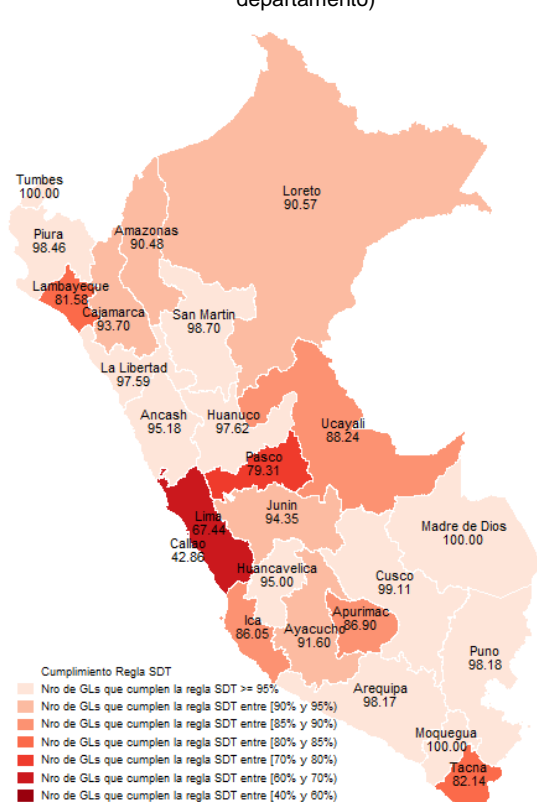 departamento)
Tumbes
100.00
Piura
98.46
Amazonas
90.48
Loreto
90.57
Lambayeque
81.58
Cajamarca
93.70
San Martin
98.70
La Libertad
97.59
Ancash
95.18
Huanuco
97.62
Ucayali
88.24
Pasco
79.31
Lima
67.44
Callao
42.86
Junin
94.35
Madre de Dios
100.00
Huancavelica
95.00
Cusco
99.11
Ica
86.05
Ayacucho
91.60
Apurimac
86.90
Puno
98.18
Arequipa
98.17
Moquegua
100.00
Tacna
82.14
Cumplimiento Regla SDT
Nro de GLs que cumplen la regla SDT >= 95%
Nro de GLs que cumplen la regla SDT entre [90% y 95%)
Nro de GLs que cumplen la regla SDT entre [85% y 90%)
Nro de GLs que cumplen la regla SDT entre [80% y 85%)
Nro de GLs que cumplen la regla SDT entre [70% y 80%)
Nro de GLs que cumplen la regla SDT entre [60% y 70%)
Nro de GLs que cumplen la regla SDT entre [40% y 60%)